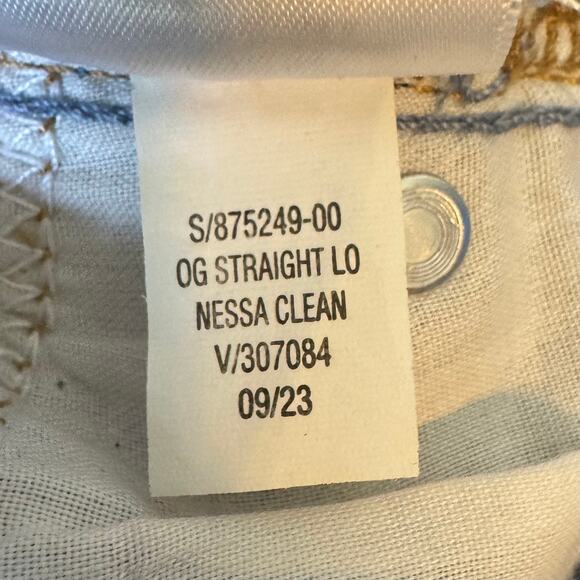 S/875249-00
OG STRAIGHT LO
NESSA CLEAN
V/307084
09/23